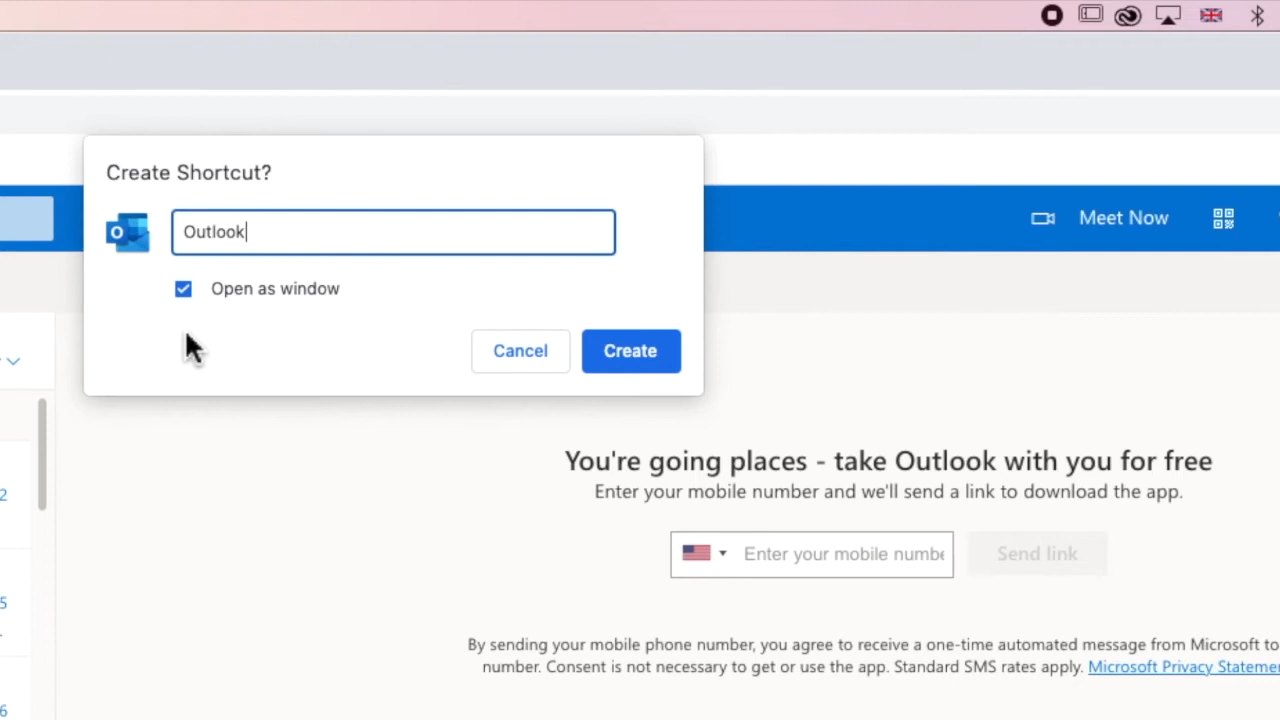 Create Shortcut?
Outlook
Open as window
Cancel
Create
Meet Now
2
5
6
You're going places - take Outlook with you for free
Enter your mobile number and we'll send a link to download the app.
Enter your mobile numbe
Send link
By sending your mobile phone number, you agree to receive a one-time automated message from Microsoft to
number. Consent is not necessary to get or use the app. Standard SMS rates apply. Microsoft Privacy Statemen